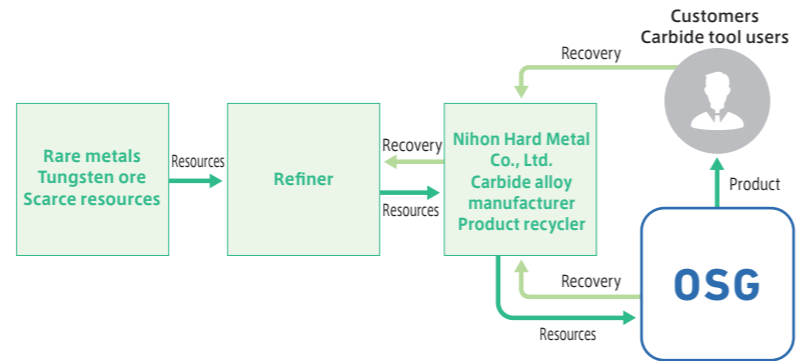 Customers
Carbide tool users
Recovery
Rare metals
Tungsten ore
Scarce resources
Resources
Refiner
Recovery
Resources
Nihon Hard Metal
Co., Ltd.
Carbide alloy
manufacturer
Product recycler
Product
OSG
Recovery
Resources